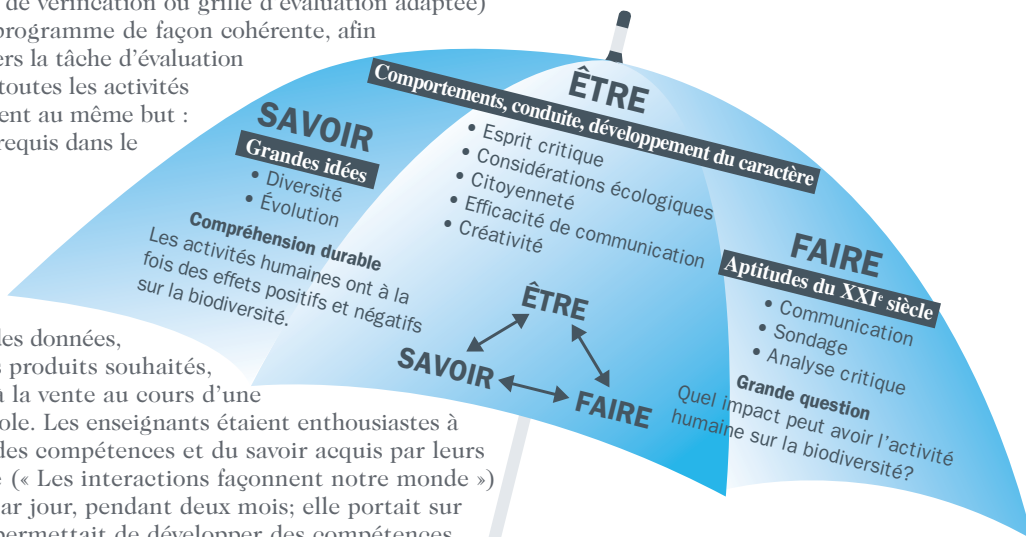 de vérification ou grille d'évaluation adaptée)
programme de façon cohérente, afin
ers la tâche d'évaluation
toutes les activités
ent au même but :
requis dans le
SAVOIR
Grandes idées
• Diversité
• Évolution
Compréhension durable
Les activités humaines ont à la
fois des effets positifs et négatifs
sur la biodiversité.
ÊTRE
Comportements, conduite, développement du caractère
• Esprit critique
• Considérations écologiques
• Citoyenneté
• Efficacité de communication
• Créativité
ÊTRE
SAVOIR
FAIRE
FAIRE
Aptitudes du XXIe siècle
• Communication
• Sondage
• Analyse critique
Grande question
Quel impact peut avoir l'activité
humaine sur la biodiversité?
des données,
s produits souhaités,
à la vente au cours d'une
ole. Les enseignants étaient enthousiastes à
des compétences et du savoir acquis par leurs
e (« Les interactions façonnent notre monde »)
ar jour, pendant deux mois; elle portait sur
permettait de développer des compétences